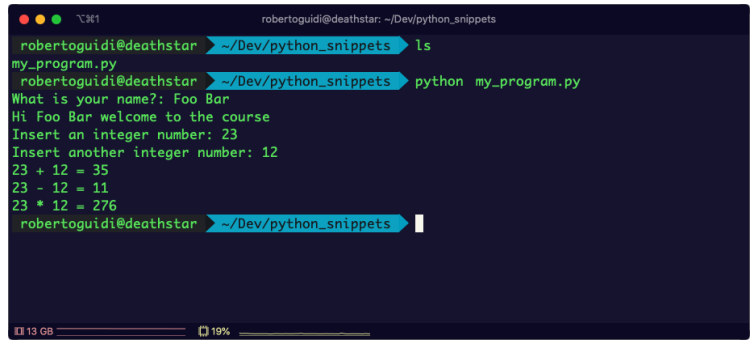 ⌥⌘1
robertoguidi@deathstar: ~/Dev/python_snippets
robertoguidi@deathstar ~/Dev/python_snippets ls
my_program.py
robertoguidi@deathstar ~/Dev/python_snippets python my_program.py
What is your name?: Foo Bar
Hi Foo Bar welcome to the course
Insert an integer number: 23
Insert another integer number: 12
23 + 12 = 35
23 - 12 = 11
23 * 12 = 276
robertoguidi@deathstar ~/Dev/python_snippets
13 GB 19%